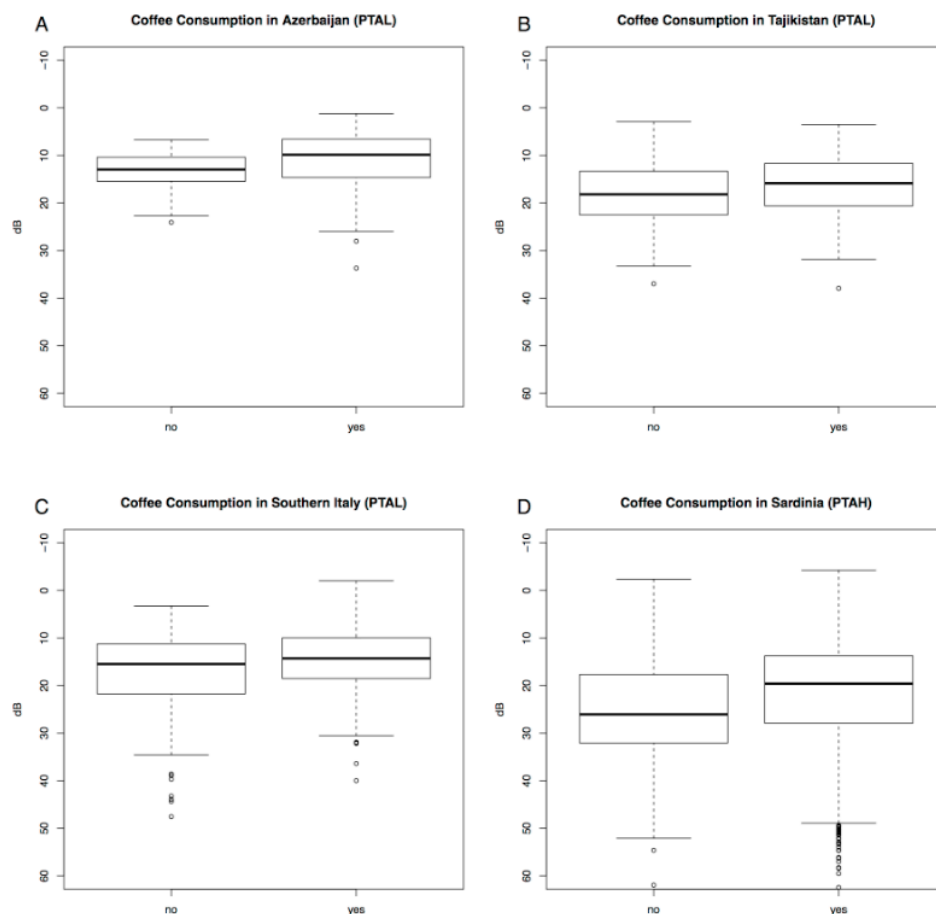 A
Coffee Consumption in Azerbaijan (PTAL)
dB
-10
0
10
20
30
40
50
60
no
yes
B
Coffee Consumption in Tajikistan (PTAL)
dB
-10
0
10
20
30
40
50
60
no
yes
C
Coffee Consumption in Southern Italy (PTAL)
dB
-10
0
10
20
30
40
50
60
no
yes
D
Coffee Consumption in Sardinia (PTAH)
dB
-10
0
10
20
30
40
50
60
no
yes